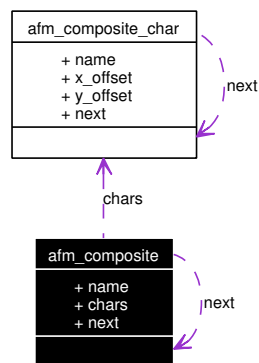 afm_composite_char
+ name
+ x_offset
+ y_offset
+ next
next
chars
afm_composite
+ name
+ chars
+ next
next